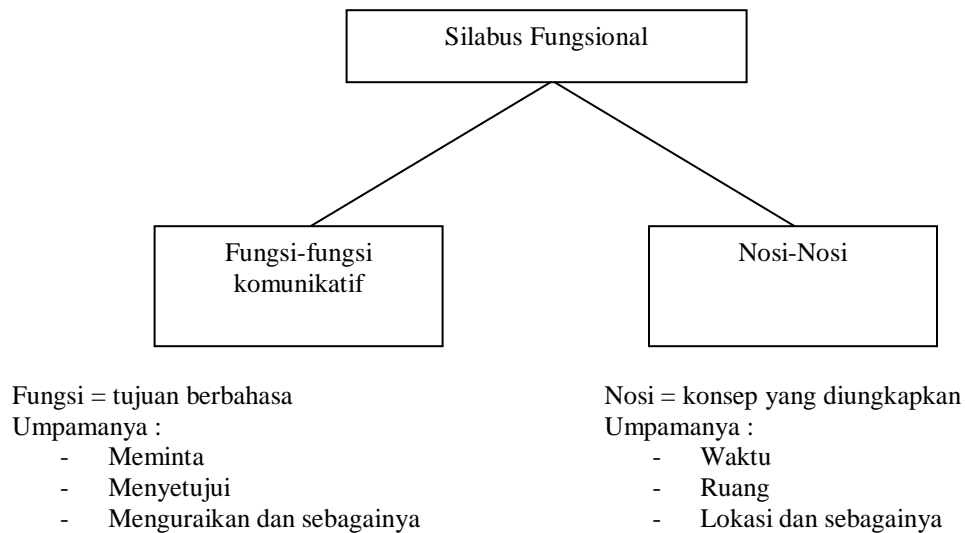 Silabus Fungsional
Fungsi-fungsi
komunikatif
Nosi-Nosi
Fungsi = tujuan berbahasa
Umpamanya :
- Meminta
- Menyetujui
- Menguraikan dan sebagainya
Nosi = konsep yang diungkapkan
Umpamanya :
- Waktu
- Ruang
- Lokasi dan sebagainya